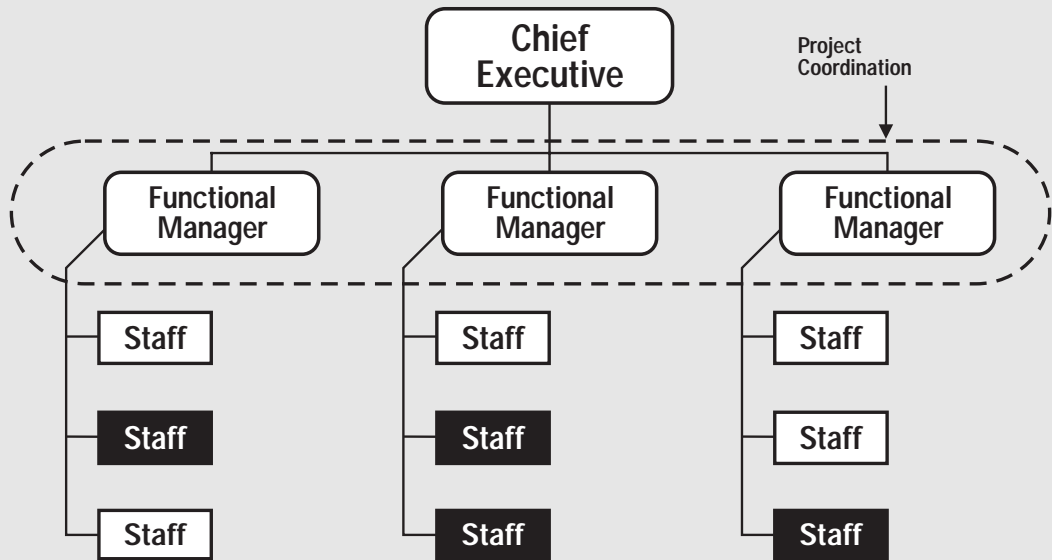 Chief
Executive
Project
Coordination
Functional
Manager
Functional
Manager
Functional
Manager
Staff
Staff
Staff
Staff
Staff
Staff
Staff
Staff
Staff